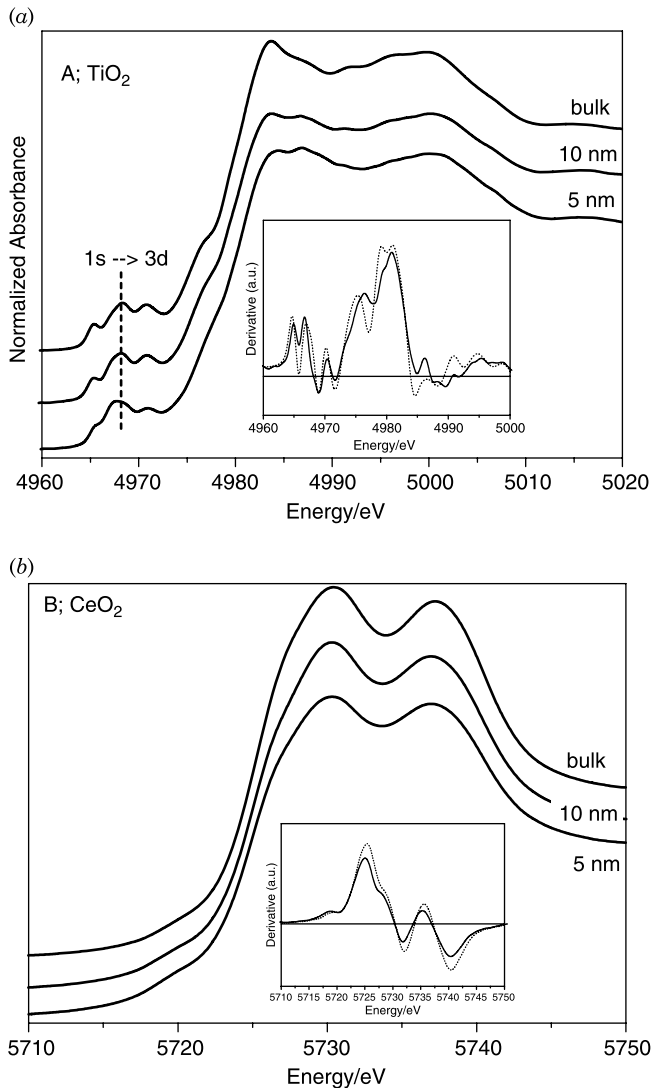 (a)
A; TiO2
bulk
10 nm
5 nm
1s --> 3d
Normalized Absorbance
Derivative (a.u.)
4960 4970 4980 4990 5000
Energy/eV
4960 4970 4980 4990 5000 5010 5020
Energy/eV
(b)
B; CeO2
bulk
10 nm
5 nm
Derivative (a.u.)
5710 5715 5720 5725 5730 5735 5740 5745 5750
Energy/eV
5710 5720 5730 5740 5750
Energy/eV